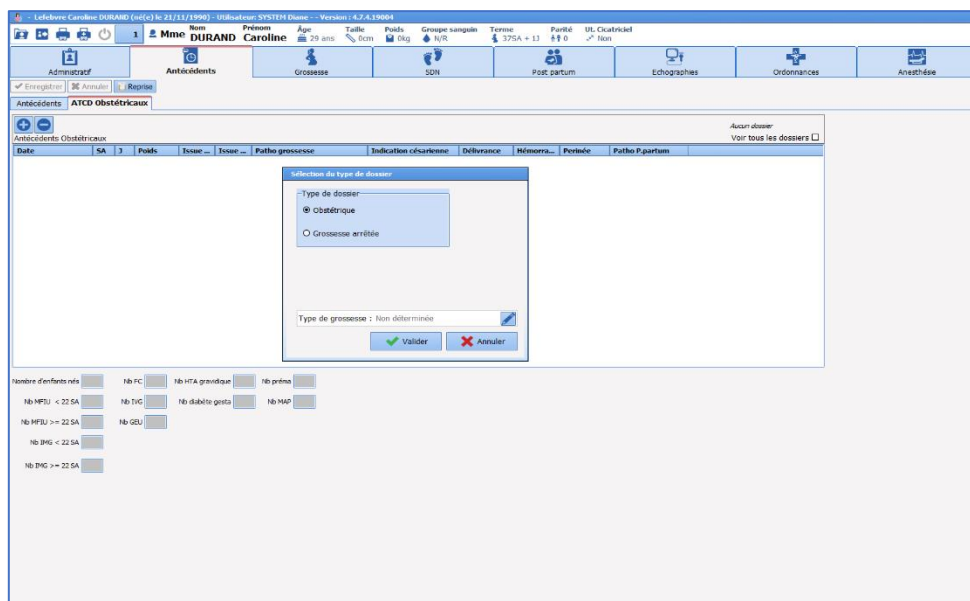 - Lefebvre Caroline DURAND (né(e) le 21/11/1990) - Utilisateur: SYSTEM Diane - - Version : 4.7.4.19004
1 Mme Nom DURAND Prénom Caroline Âge 29 ans Taille 0cm Poids 0kg Groupe sanguin N/R Terme 37SA + 1J Parité 0 Ut. Cicatriciel Non
Administratif Antécédents Grossesse SDN Post partum Echographies Ordonnances Anesthésie
Enregistrer Annuler Reprise
Antécédents ATCD Obstétricaux
Aucun dossier
Antécédents Obstétricaux Voir tous les dossiers
Date SA J Poids Issue ... Issue ... Patho grossesse Indication césarienne Délivrance Hémorra... Perinée Patho P.partum
Sélection du type de dossier
Type de dossier
Obstétrique
Grossesse arrêtée
Type de grossesse : Non déterminée
Valider Annuler
Nombre d'enfants nés Nb FC Nb HTA gravidique Nb préma
Nb MFIU < 22 SA Nb IVG Nb diabète gesta Nb MAP
Nb MFIU >= 22 SA Nb GEU
Nb IMG < 22 SA
Nb IMG >= 22 SA